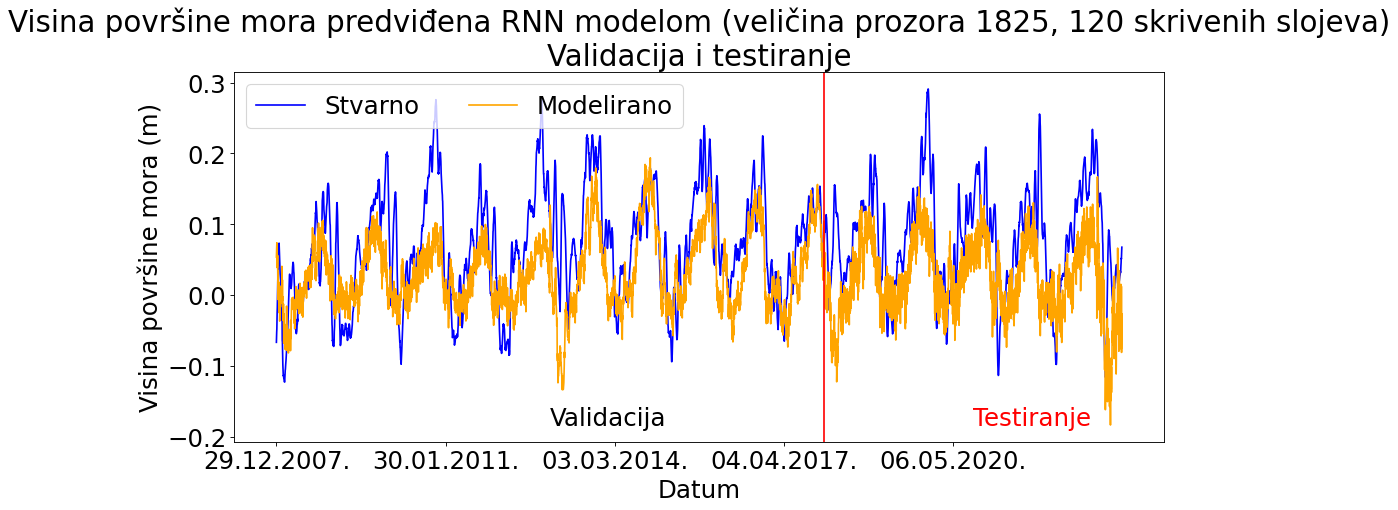 Visina površine mora predviđena RNN modelom (veličina prozora 1825, 120 skrivenih slojeva)
Validacija i testiranje
Stvarno Modelirano
Visina površine mora (m)
0.3
0.2
0.1
0.0
−0.1
−0.2
Validacija
Testiranje
29.12.2007. 30.01.2011. 03.03.2014. 04.04.2017. 06.05.2020.
Datum